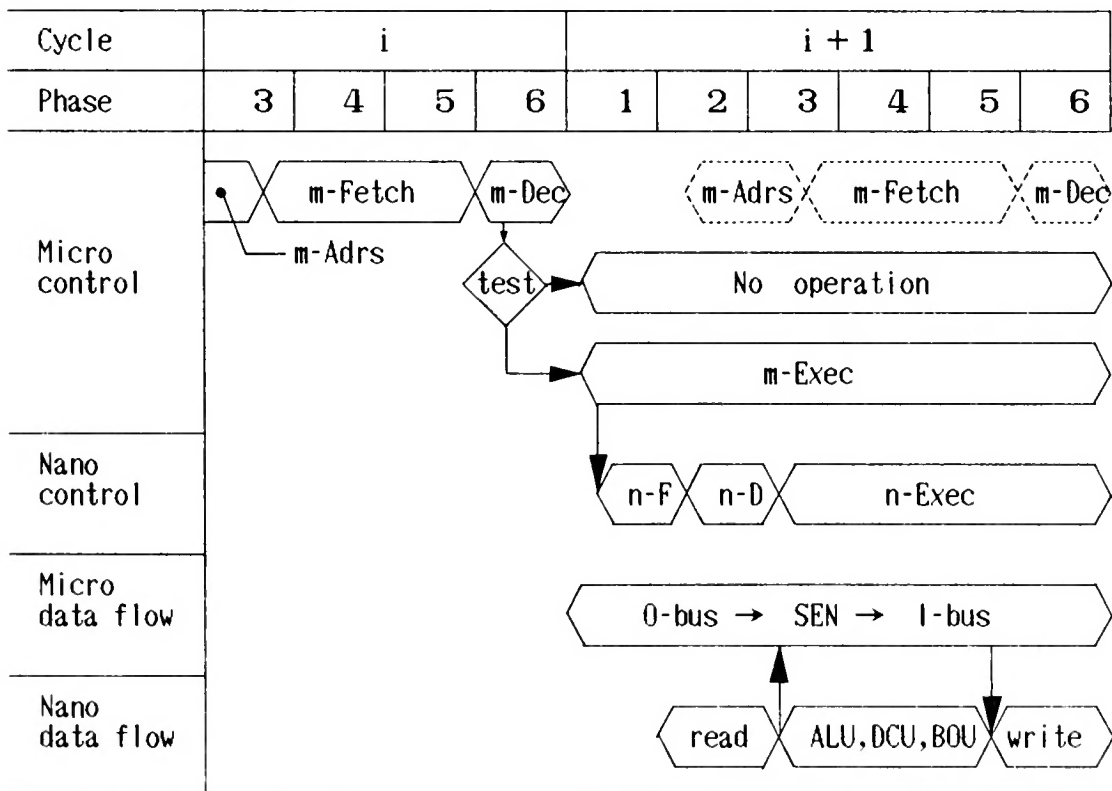 Cycle i i + 1
Phase 3 4 5 6 1 2 3 4 5 6
m-Fetch m-Dec m-Adrs m-Fetch m-Dec
m-Adrs
Micro
control
test No operation
m-Exec
Nano
control
n-F n-D n-Exec
Micro
data flow
O-bus → SEN → I-bus
Nano
data flow
read ALU,DCU,BOU write